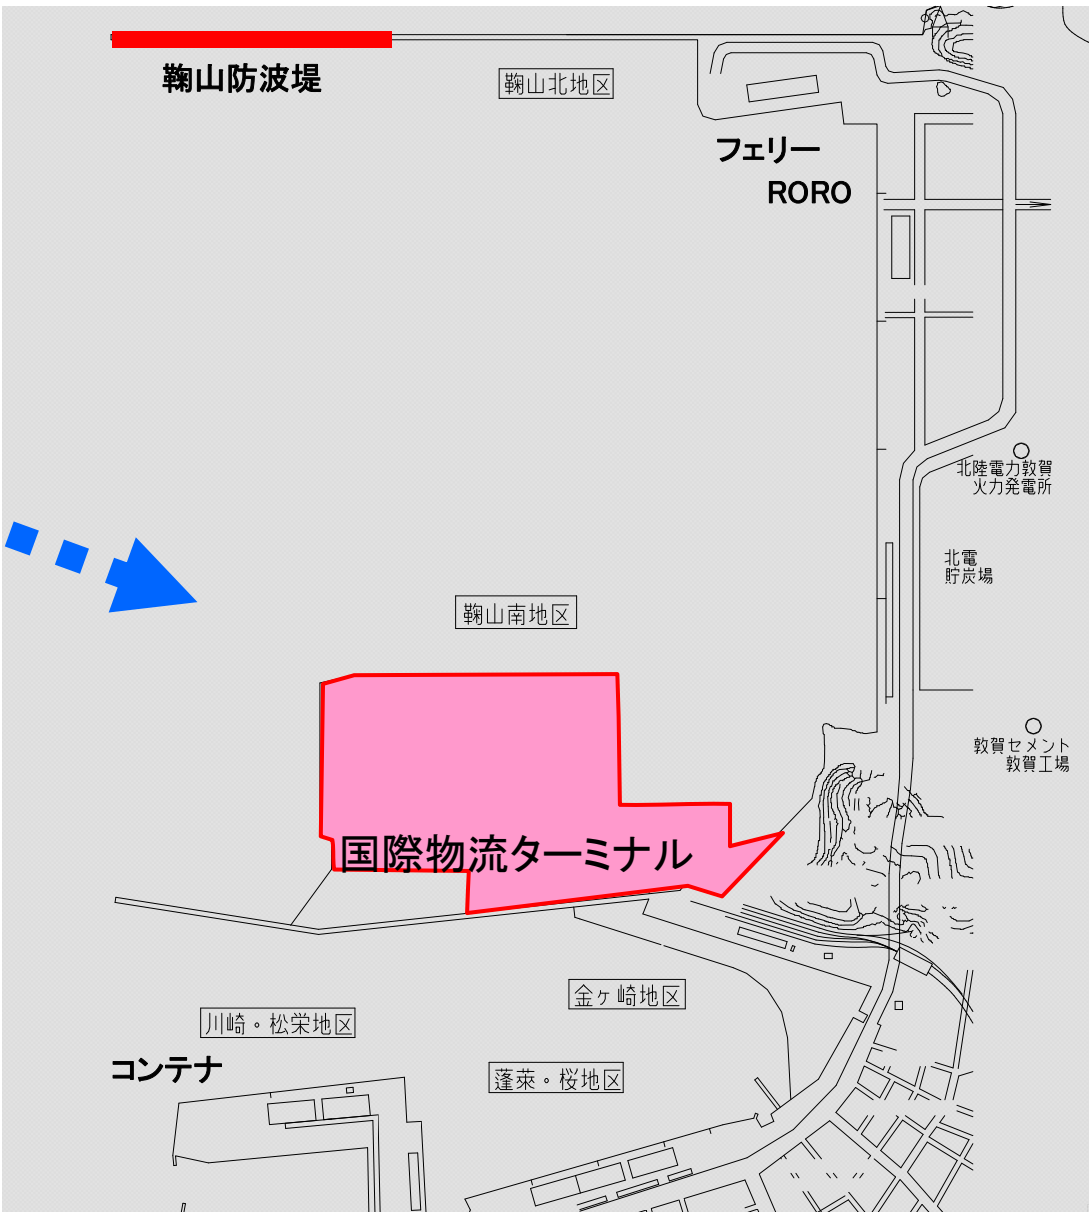 鞠山防波堤
鞠山北地区
フェリー
RORO
北陸電力敦賀
火力発電所
北電
貯炭場
鞠山南地区
敦賀セメント
敦賀工場
国際物流ターミナル
金ヶ崎地区
川崎・松栄地区
コンテナ
蓬莱・桜地区